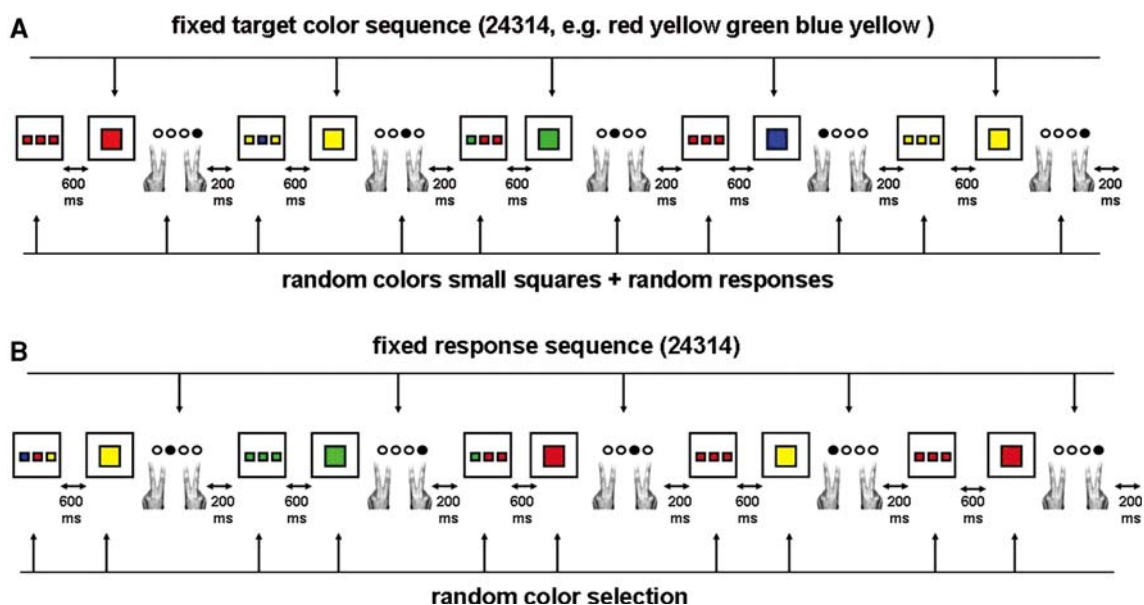 A
fixed target color sequence (24314, e.g. red yellow green blue yellow )
600 ms 200 ms 600 ms 200 ms 600 ms 200 ms 600 ms 200 ms 600 ms 200 ms
random colors small squares + random responses
B
fixed response sequence (24314)
600 ms 200 ms 600 ms 200 ms 600 ms 200 ms 600 ms 200 ms 600 ms 200 ms
random color selection